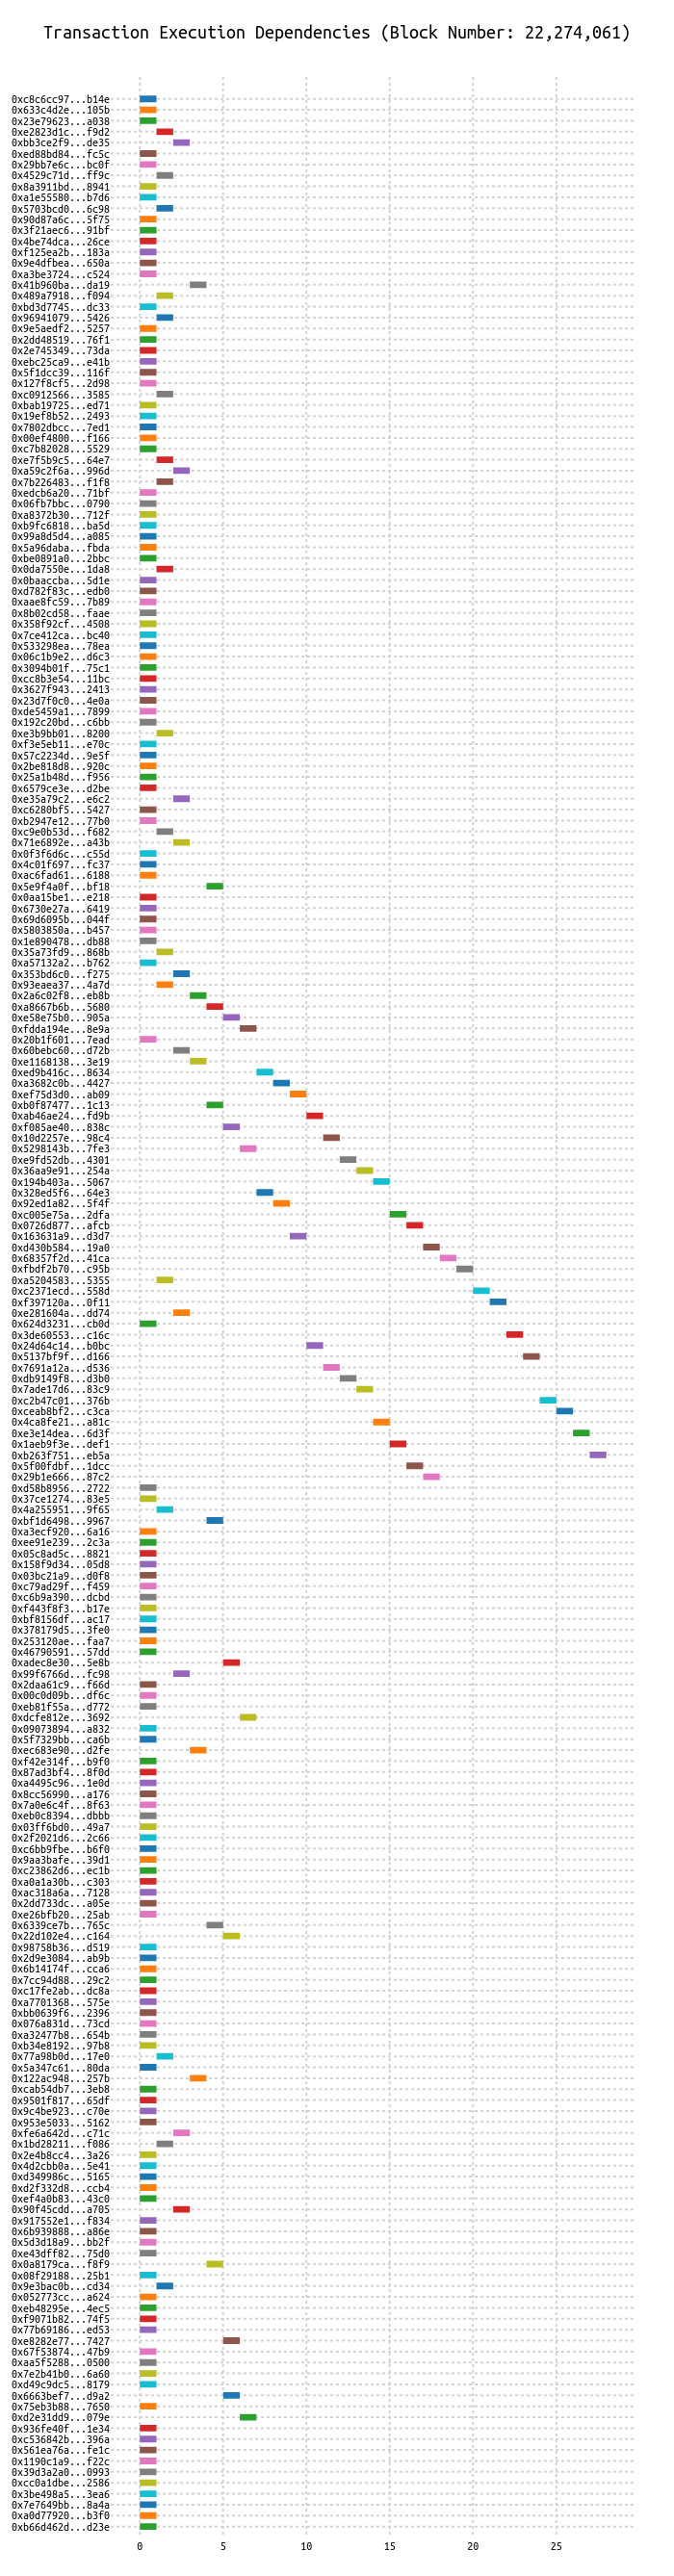 Transaction Execution Dependencies (Block Number: 22,274,061)
0xc8c6cc97...b14e
0x633c4d2e...105b
0x23e79623...a038
0xe2823d1c...f9d2
0xbb3ce2f9...de35
0xed88bd84...fc5c
0x29bb7e6c...bc0f
0x4529c71d...ff9c
0x8a3911bd...8941
0xa1e55580...b7d6
0x5703bcd0...6c98
0x90d87a6c...5f75
0x3f21aec6...91bf
0x4be74dca...26ce
0xf125ea2b...183a
0x9e4dfbea...650a
0xa3be3724...c524
0x41b960ba...da19
0x489a7918...f094
0xbd3d7745...dc33
0x96941079...5426
0x9e5aedf2...5257
0x2dd48519...76f1
0x2e745349...73da
0xebc25ca9...e41b
0x5f1dcc39...116f
0x127f8cf5...2d98
0xc0912566...3585
0xbab19725...ed71
0x19ef8b52...2493
0x7802dbcc...7ed1
0x00ef4800...f166
0xc7b82028...5529
0xe7f5b9c5...64e7
0xa59c2f6a...996d
0x7b226483...f1f8
0xedcb6a20...71bf
0x06fb7bbc...0790
0xa8372b30...712f
0xb9fc6818...ba5d
0x99a8d5d4...a085
0x5a96daba...fbda
0xbe0891a0...2bbc
0x0da7550e...1da8
0x0baaccba...5d1e
0xd782f83c...edb0
0xaae8fc59...7b89
0x8b02cd58...faae
0x358f92cf...4508
0x7ce412ca...bc40
0x533298ea...78ea
0x06c1b9e2...d6c3
0x3094b01f...75c1
0xcc8b3e54...11bc
0x3627f943...2413
0x23d7f0c0...4e0a
0xde5459a1...7899
0x192c20bd...c6bb
0xe3b9bb01...8200
0xf3e5eb11...e70c
0x57c2234d...9e5f
0x2be818d8...920c
0x25a1b48d...f956
0x6579ce3e...d2be
0xe35a79c2...e6c2
0xc6280bf5...5427
0xb2947e12...77b0
0xc9e0b53d...f682
0x71e6892e...a43b
0x0f3f6d6c...c55d
0x4c01f697...fc37
0xac6fad61...6188
0x5e9f4a0f...bf18
0x0aa15be1...e218
0x6730e27a...6419
0x69d6095b...044f
0x5803850a...b457
0x1e890478...db88
0x35a73fd9...868b
0xa57132a2...b762
0x353bd6c0...f275
0x93eaea37...4a7d
0x2a6c02f8...eb8b
0xa8667b6b...5680
0xe58e75b0...905a
0xfdda194e...8e9a
0x20b1f601...7ead
0x60bebc60...d72b
0xe1168138...3e19
0xed9b416c...8634
0xa3682c0b...4427
0xef75d3d0...ab09
0xb0f87477...1c13
0xab46ae24...fd9b
0xf085ae40...838c
0x10d2257e...98c4
0x5298143b...7fe3
0xe9fd52db...4301
0x36aa9e91...254a
0x194b403a...5067
0x328ed5f6...64e3
0x92ed1a82...5f4f
0xc005e75a...2dfa
0x0726d877...afcb
0x163631a9...d3d7
0xd430b584...19a0
0x68357f2d...41ca
0xfbdf2b70...c95b
0xa5204583...5355
0xc2371ecd...558d
0xf397120a...0f11
0xe281604a...dd74
0x624d3231...cb0d
0x3de60553...c16c
0x24d64c14...b0bc
0x5137bf9f...d166
0x7691a12a...d536
0xdb9149f8...d3b0
0x7ade17d6...83c9
0xc2b47c01...376b
0xceab8bf2...c3ca
0x4ca8fe21...a81c
0xe3e14dea...6d3f
0x1aeb9f3e...def1
0xb263f751...eb5a
0x5f00fdbf...1dcc
0x29b1e666...87c2
0xd58b8956...2722
0x37ce1274...83e5
0x4a255951...9f65
0xbf1d6498...9967
0xa3ecf920...6a16
0xee91e239...2c3a
0x05c8ad5c...8821
0x158f9d34...05d8
0x03bc21a9...d0f8
0xc79ad29f...f459
0xc6b9a390...dcbd
0xf443f8f3...b17e
0xbf8156df...ac17
0x378179d5...3fe0
0x253120ae...faa7
0x46790591...57dd
0xadec8e30...5e8b
0x99f6766d...fc98
0x2daa61c9...f66d
0x00c0d09b...df6c
0xeb81f55a...d772
0xdcfe812e...3692
0x09073894...a832
0x5f7329bb...ca6b
0xec683e90...d2fe
0xf42e314f...b9f0
0x87ad3bf4...8f0d
0xa4495c96...1e0d
0x8cc56990...a176
0x7a0e6c4f...8f63
0xeb0c8394...dbbb
0x03ff6bd0...49a7
0x2f2021d6...2c66
0xc6bb9fbe...b6f0
0x9aa3bafe...39d1
0xc23862d6...ec1b
0xa0a1a30b...c303
0xac318a6a...7128
0x2dd733dc...a05e
0xe26bfb20...25ab
0x6339ce7b...765c
0x22d102e4...c164
0x98758b36...d519
0x2d9e3084...ab9b
0x6b14174f...cca6
0x7cc94d88...29c2
0xc17fe2ab...dc8a
0xa7701368...575e
0xbb0639f6...2396
0x076a831d...73cd
0xa32477b8...654b
0xb34e8192...97b8
0x77a98b0d...17e0
0x5a347c61...80da
0x122ac948...257b
0xcab54db7...3eb8
0x9501f817...65df
0x9c4be923...c70e
0x953e5033...5162
0xfe6a642d...c71c
0x1bd28211...f086
0x2e4b8cc4...3a26
0x4d2cbb0a...5e41
0xd349986c...5165
0xd2f332d8...ccb4
0xef4a0b83...43c0
0x90f45cdd...a705
0x917552e1...f834
0x6b939888...a86e
0x5d3d18a9...bb2f
0xe43dff82...75d0
0x0a8179ca...f8f9
0x08f29188...25b1
0x9e3bac0b...cd34
0x052773cc...a624
0xeb48295e...4ec5
0xf9071b82...74f5
0x77b69186...ed53
0xe8282e77...7427
0x67f53874...47b9
0xaa5f5288...0500
0x7e2b41b0...6a60
0xd49c9dc5...8179
0x6663bef7...d9a2
0x75eb3b88...7650
0xd2e31dd9...079e
0x936fe40f...1e34
0xc536842b...396a
0x561ea76a...fe1c
0x1190c1a9...f22c
0x39d3a2a0...0993
0xcc0a1dbe...2586
0x3be498a5...3ea6
0x7e7649bb...8a4a
0xa0d77920...b3f0
0xb66d462d...d23e
0 5 10 15 20 25